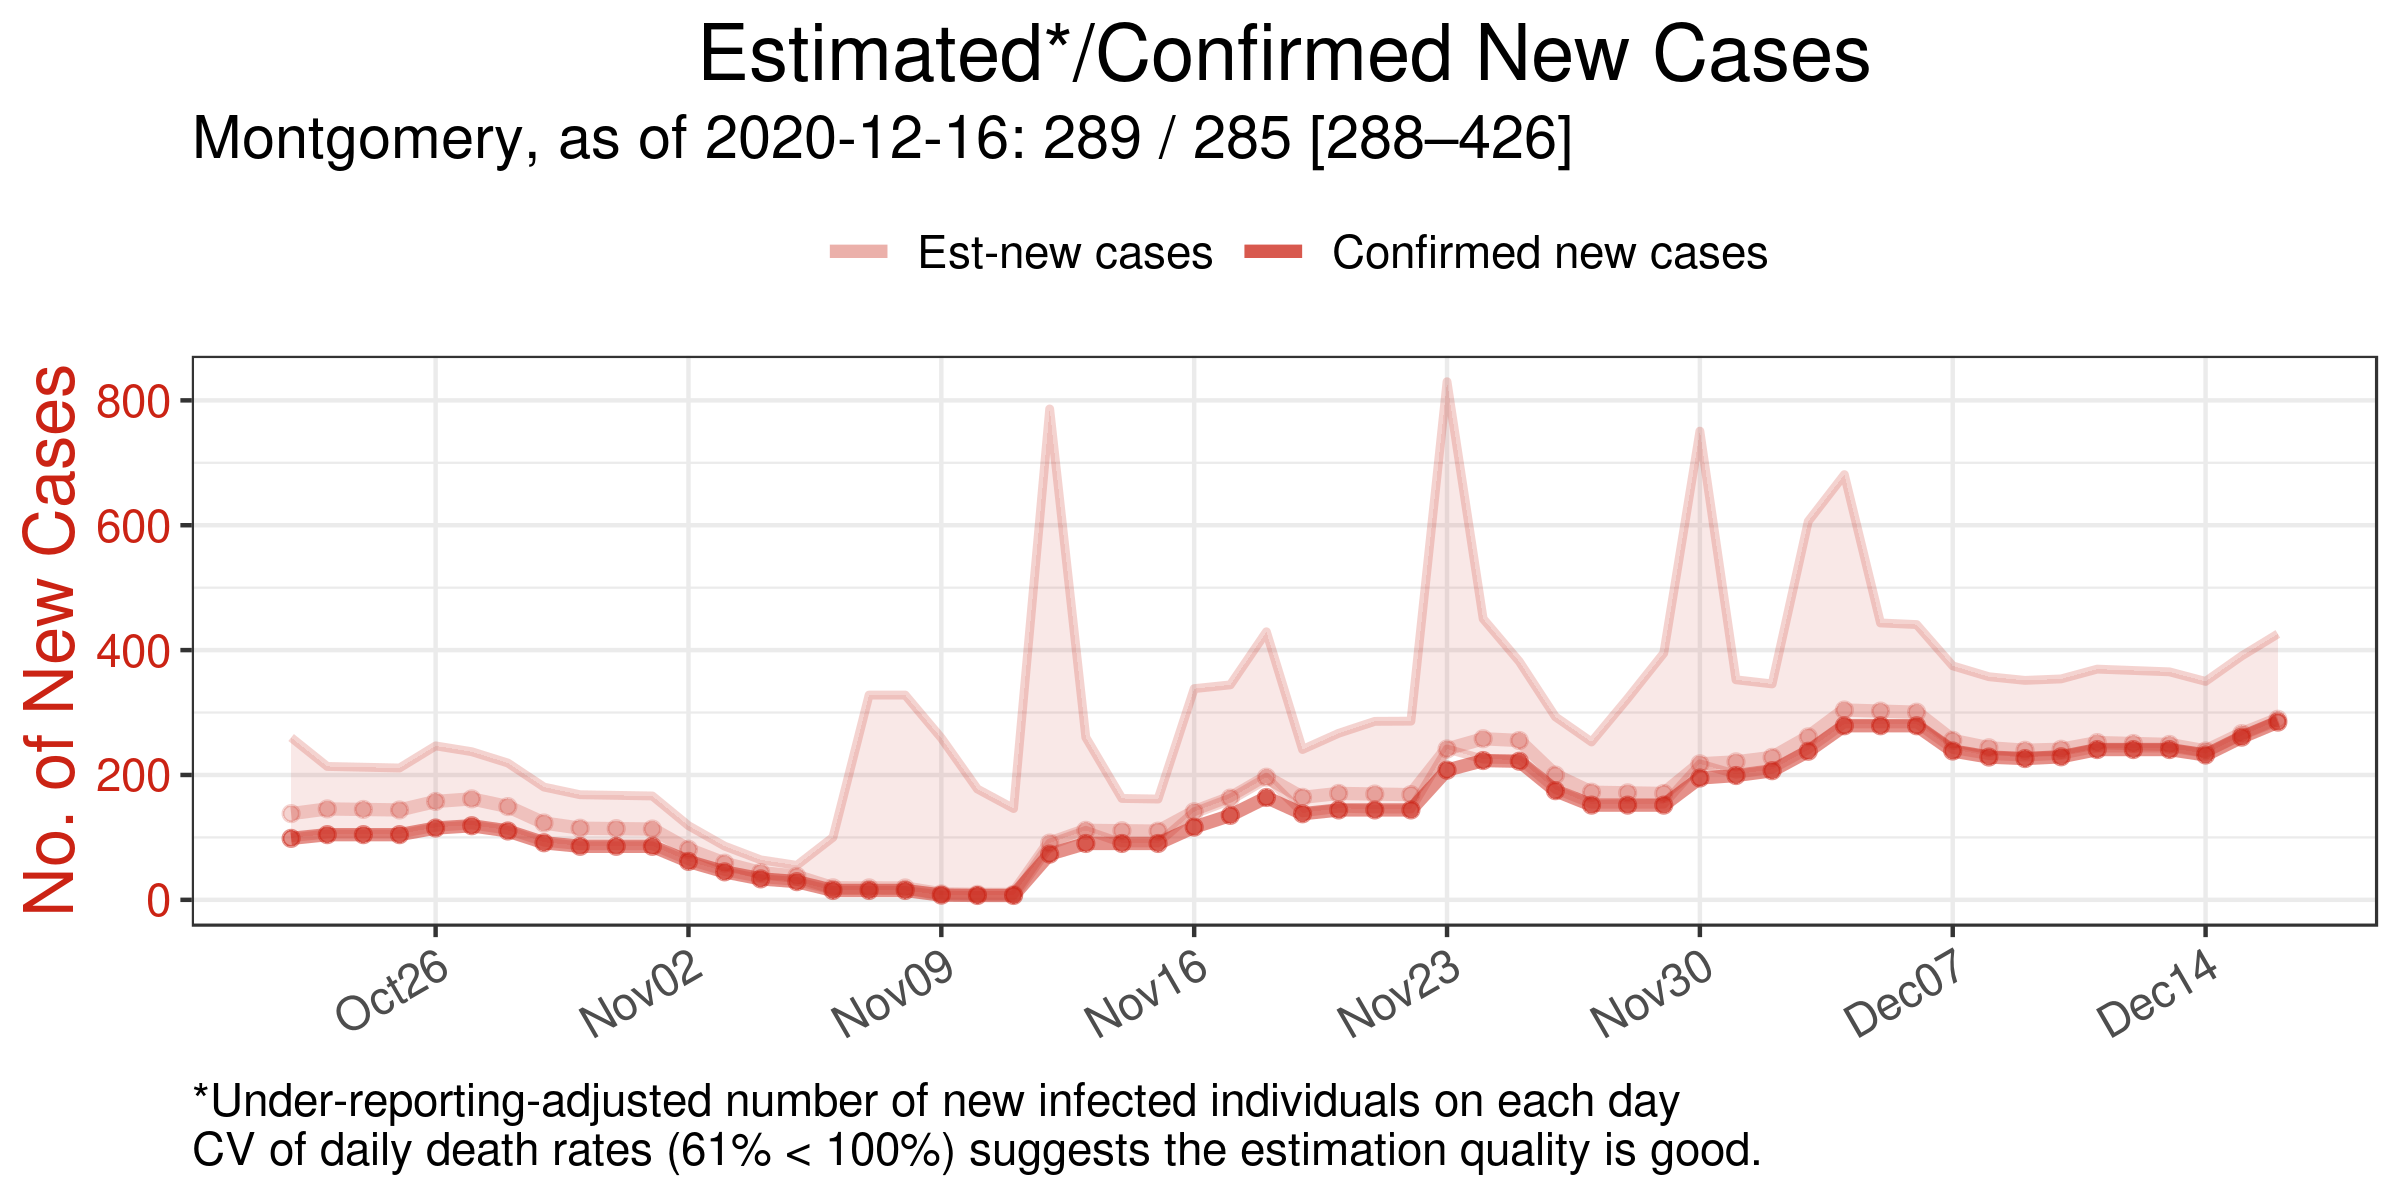 Estimated*/Confirmed New Cases
Montgomery, as of 2020-12-16: 289 / 285 [288–426]
Est-new cases
Confirmed new cases
No. of New Cases
800
600
400
200
0
Oct26
Nov02
Nov09
Nov16
Nov23
Nov30
Dec07
Dec14
*Under-reporting-adjusted number of new infected individuals on each day
CV of daily death rates (61% < 100%) suggests the estimation quality is good.